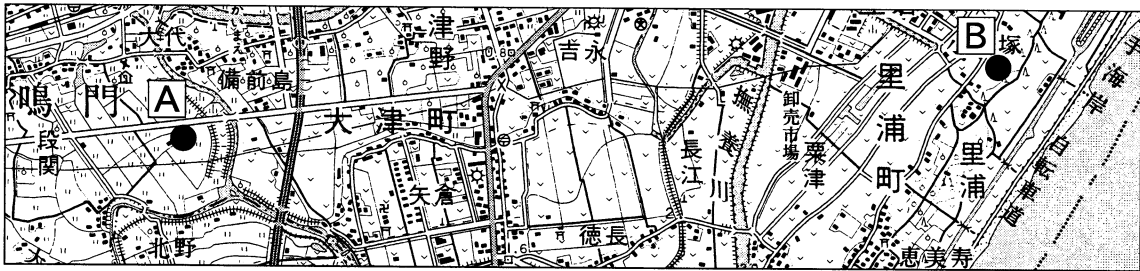 大代
備前島
鳴門
A
段関
北野
大津町
津野
吉永
矢倉
徳長
長江
撫養川
卸売市場
粟津
里浦町
B
塚
里浦
恵美寿
海岸
自転車道